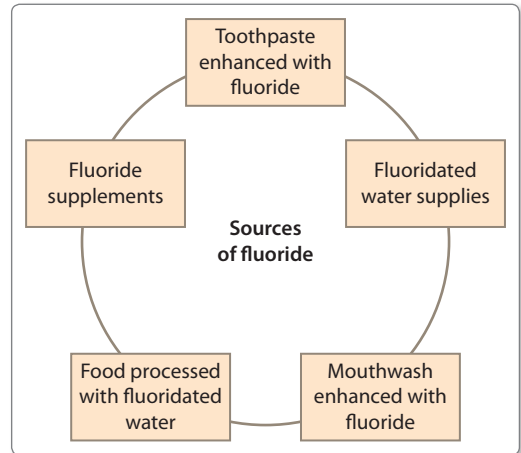 Toothpaste
enhanced with
fluoride
Fluoride
supplements
Fluoridated
water supplies
Sources
of fluoride
Food processed
with fluoridated
water
Mouthwash
enhanced with
fluoride